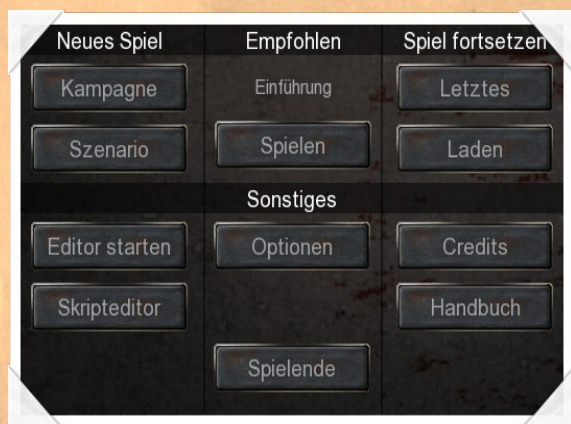 Neues Spiel Empfohlen Spiel fortsetzen
Kampagne Einführung Letztes
Szenario Spielen Laden
Sonstiges
Editor starten Optionen Credits
Skripteditor Handbuch
Spielende